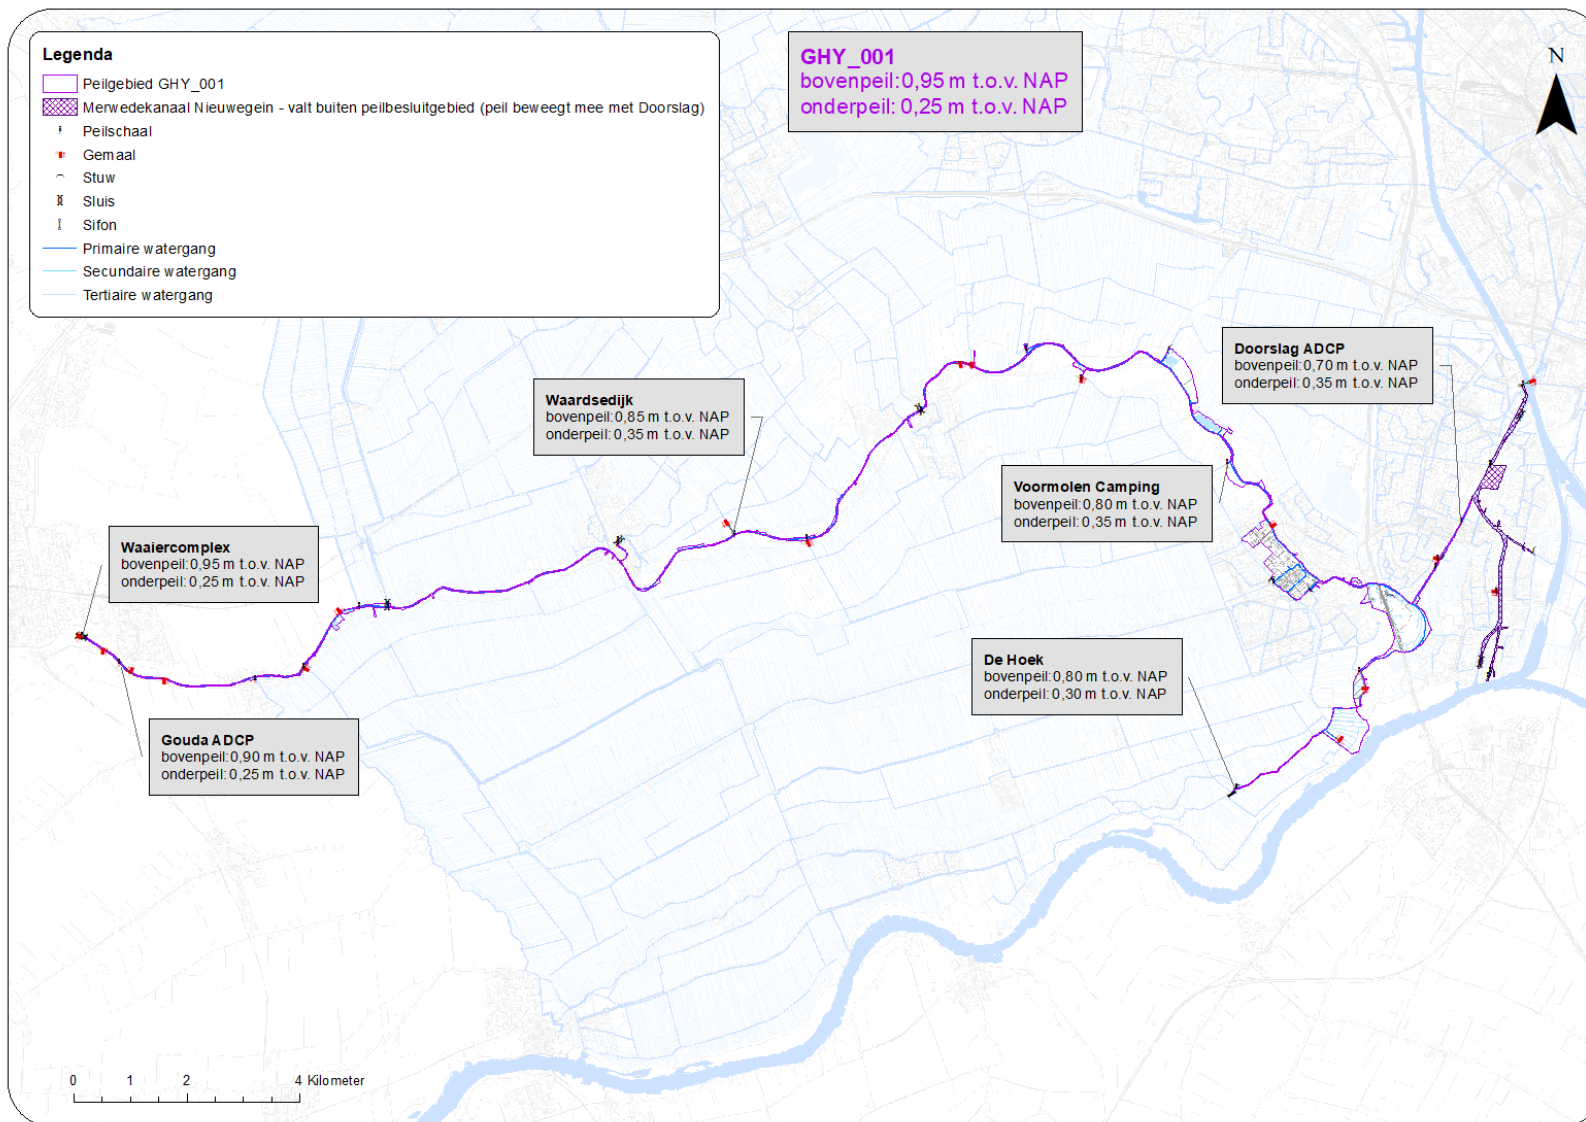 Legenda
Peilgebied GHY_001
Merwedekanaal Nieuwegein - valt buiten peilbesluitgebied (peil beweegt mee met Doorslag)
Peilschaal
Gemaal
Stuw
Sluis
Sifon
Primaire watergang
Secundaire watergang
Tertiaire watergang
GHY_001
bovenpeil: 0,95 m t.o.v. NAP
onderpeil: 0,25 m t.o.v. NAP
N
Doorslag ADCP
bovenpeil: 0,70 m t.o.v. NAP
onderpeil: 0,35 m t.o.v. NAP
Waardsedijk
bovenpeil: 0,85 m t.o.v. NAP
onderpeil: 0,35 m t.o.v. NAP
Voormolen Camping
bovenpeil: 0,80 m t.o.v. NAP
onderpeil: 0,35 m t.o.v. NAP
Waaiercomplex
bovenpeil: 0,95 m t.o.v. NAP
onderpeil: 0,25 m t.o.v. NAP
De Hoek
bovenpeil: 0,80 m t.o.v. NAP
onderpeil: 0,30 m t.o.v. NAP
Gouda ADCP
bovenpeil: 0,90 m t.o.v. NAP
onderpeil: 0,25 m t.o.v. NAP
0 1 2 4 Kilometer